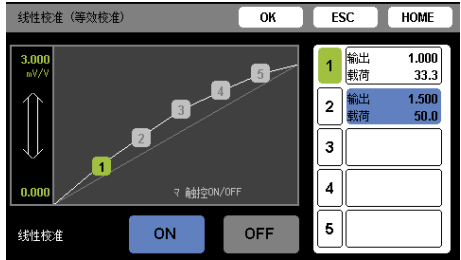 线性校准（等效校准）
OK
ESC
HOME
3.000
mV/V
0.000
1
2
3
4
5
触控ON/OFF
1
输出 1.000
载荷 33.3
2
输出 1.500
载荷 50.0
3
4
5
线性校准
ON
OFF